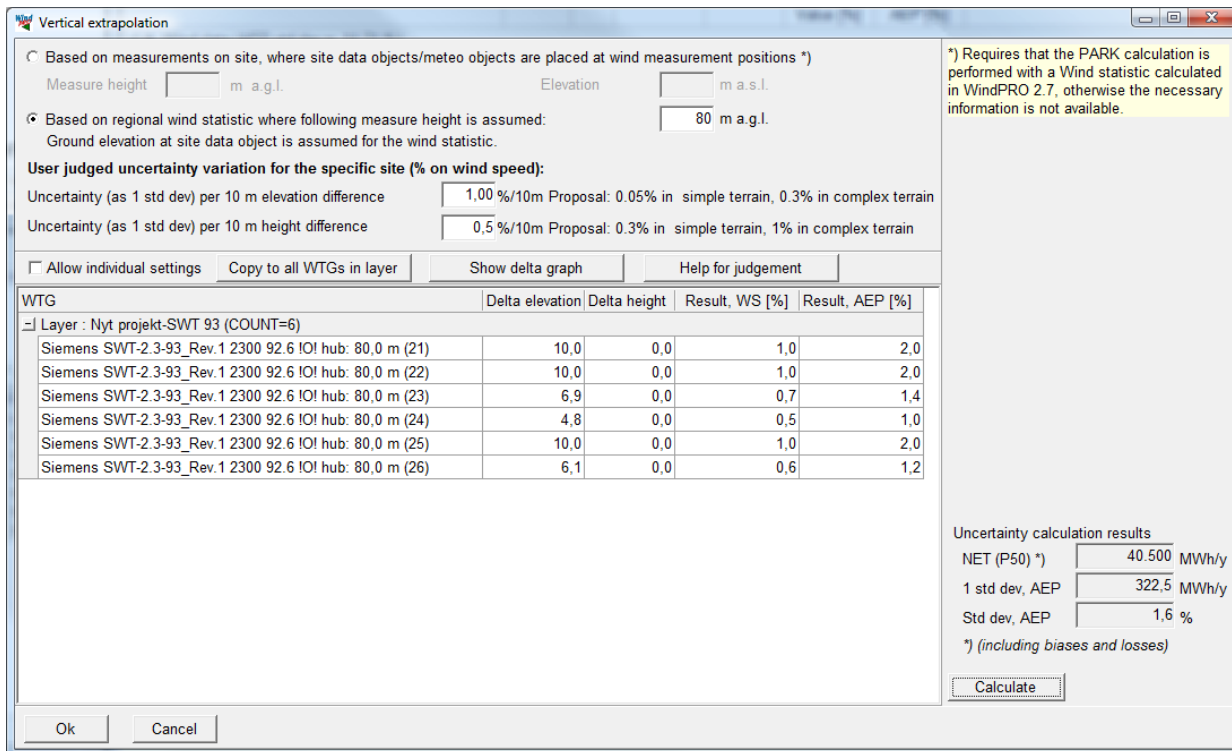 Vertical extrapolation
Based on measurements on site, where site data objects/meteo objects are placed at wind measurement positions *)
Measure height m a.g.l. Elevation m a.s.l.
Based on regional wind statistic where following measure height is assumed: 80 m a.g.l.
Ground elevation at site data object is assumed for the wind statistic.
User judged uncertainty variation for the specific site (% on wind speed):
Uncertainty (as 1 std dev) per 10 m elevation difference 1,00 %/10m Proposal: 0.05% in simple terrain, 0.3% in complex terrain
Uncertainty (as 1 std dev) per 10 m height difference 0,5 %/10m Proposal: 0.3% in simple terrain, 1% in complex terrain
Allow individual settings Copy to all WTGs in layer Show delta graph Help for judgement
WTG Delta elevation Delta height Result, WS [%] Result, AEP [%]
Layer : Nyt projekt-SWT 93 (COUNT=6)
Siemens SWT-2.3-93_Rev.1 2300 92.6 !O! hub: 80,0 m (21) 10,0 0,0 1,0 2,0
Siemens SWT-2.3-93_Rev.1 2300 92.6 !O! hub: 80,0 m (22) 10,0 0,0 1,0 2,0
Siemens SWT-2.3-93_Rev.1 2300 92.6 !O! hub: 80,0 m (23) 6,9 0,0 0,7 1,4
Siemens SWT-2.3-93_Rev.1 2300 92.6 !O! hub: 80,0 m (24) 4,8 0,0 0,5 1,0
Siemens SWT-2.3-93_Rev.1 2300 92.6 !O! hub: 80,0 m (25) 10,0 0,0 1,0 2,0
Siemens SWT-2.3-93_Rev.1 2300 92.6 !O! hub: 80,0 m (26) 6,1 0,0 0,6 1,2
*) Requires that the PARK calculation is
performed with a Wind statistic calculated
in WindPRO 2.7, otherwise the necessary
information is not available.
Uncertainty calculation results
NET (P50) *) 40.500 MWh/y
1 std dev, AEP 322,5 MWh/y
Std dev, AEP 1,6 %
*) (including biases and losses)
Calculate
Ok Cancel